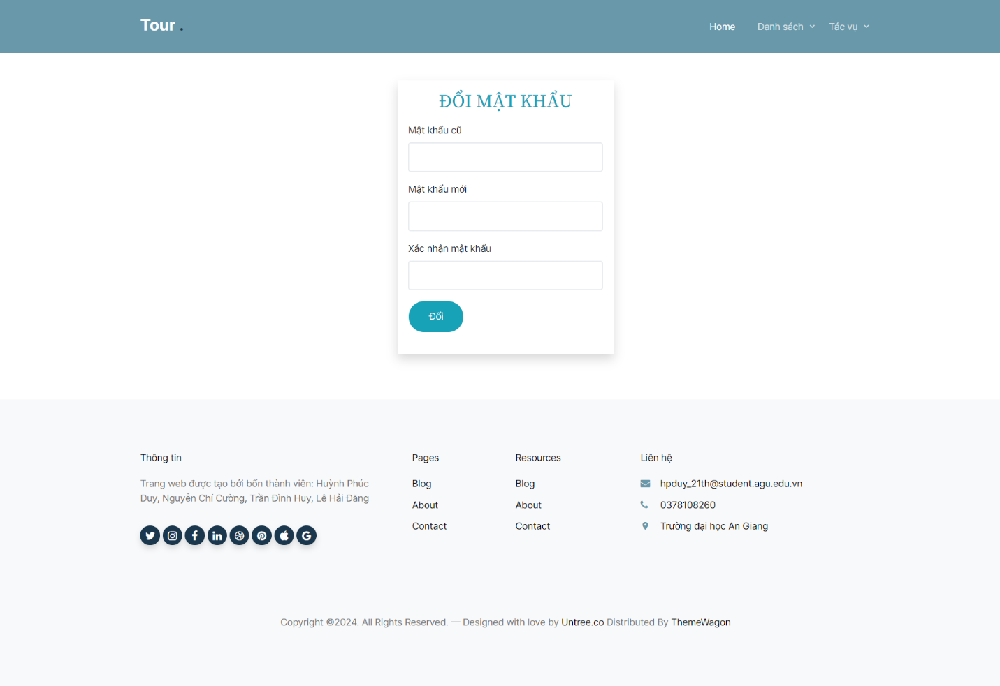 Tour .
Home Danh sách Tác vụ
ĐỔI MẬT KHẨU
Mật khẩu cũ
Mật khẩu mới
Xác nhận mật khẩu
Đổi
Thông tin
Trang web được tạo bởi bốn thành viên: Huỳnh Phúc
Duy, Nguyễn Chí Cường, Trần Đình Huy, Lê Hải Đăng
Pages
Blog
About
Contact
Resources
Blog
About
Contact
Liên hệ
hpduy_21th@student.agu.edu.vn
0378108260
Trường đại học An Giang
Copyright ©2024. All Rights Reserved. — Designed with love by Untree.co Distributed By ThemeWagon